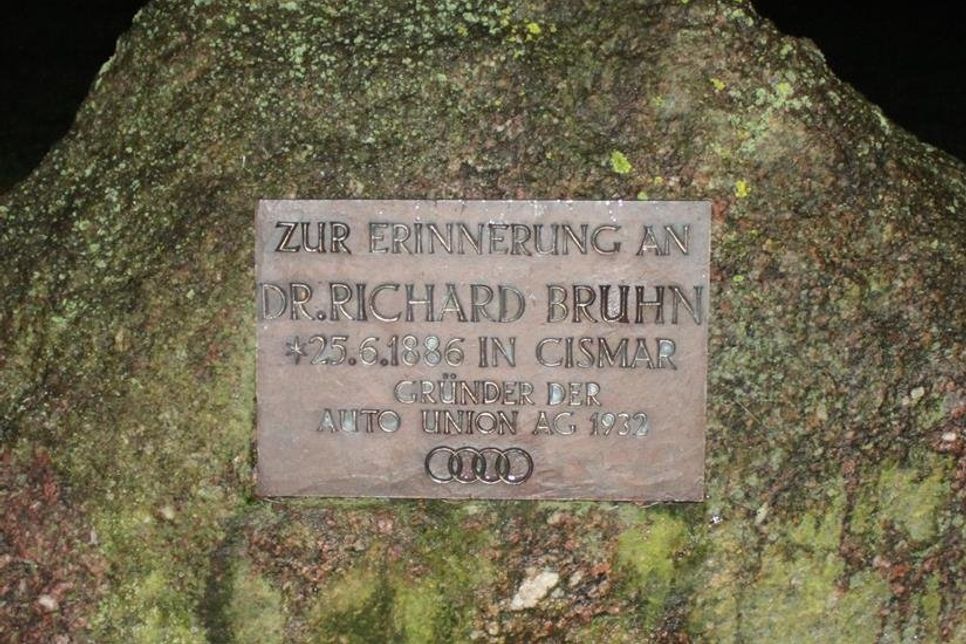 ZUR ERINNERUNG AN
DR. RICHARD BRUHN
*25.6.1886 IN CISMAR
GRÜNDER DER
AUTO UNION AG 1932